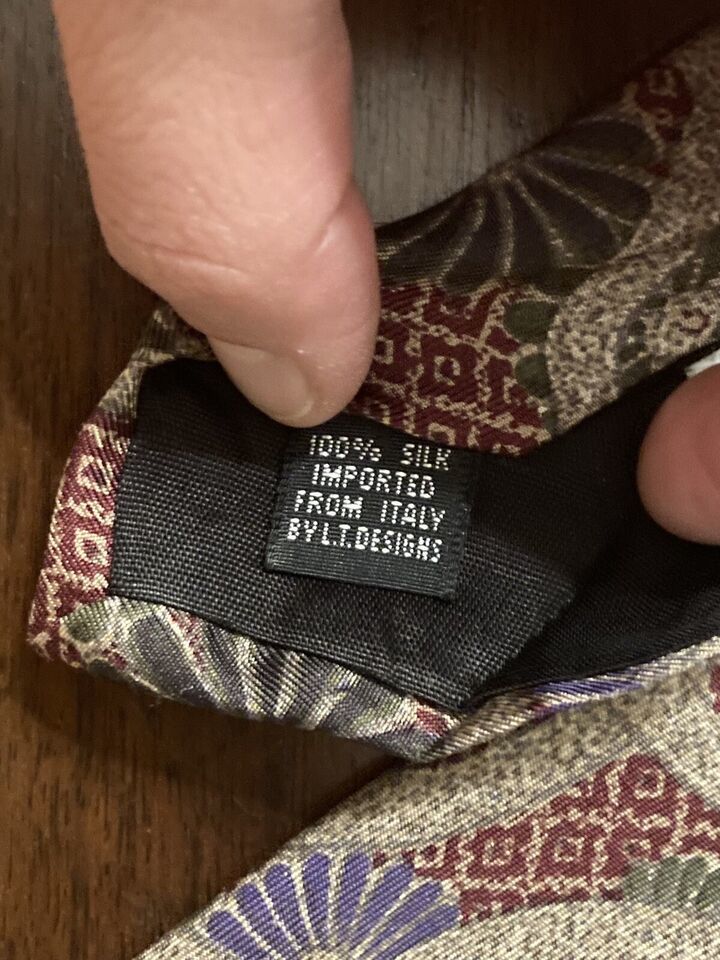 100% SILK
IMPORTED
FROM ITALY
BY L.T.DESIGNS